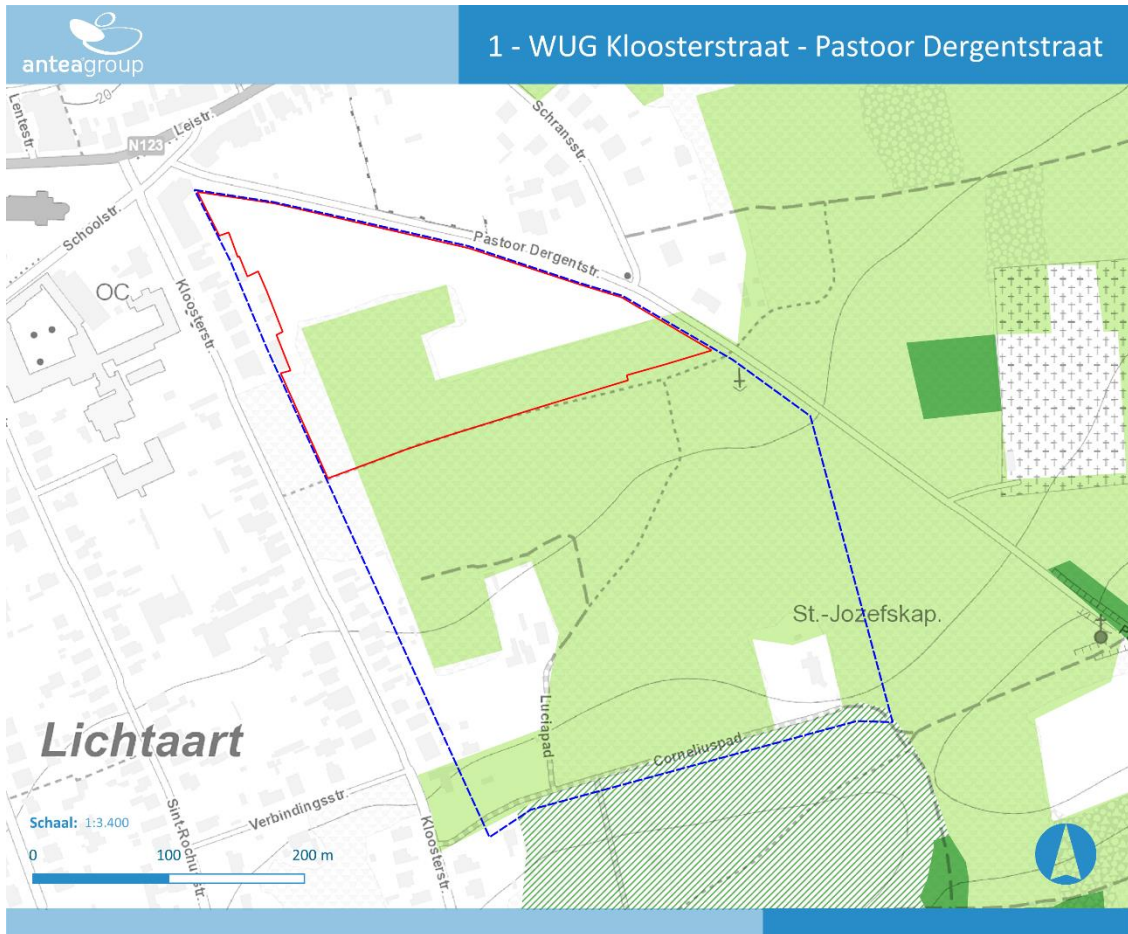 anteagroup
1 - WUG Kloosterstraat - Pastoor Dergentstraat
Lentestr.
20
Leistr.
N123
Schoolstr.
Schransstr.
Pastoor Dergentstr.
OC
Kloosterstr.
St.-Jozefskap.
Luciapad
Corneliuspad
Lichtaart
Verbindingsstr.
Sint-Rochusstr.
Kloosterstr.
Schaal: 1:3.400
0 100 200 m